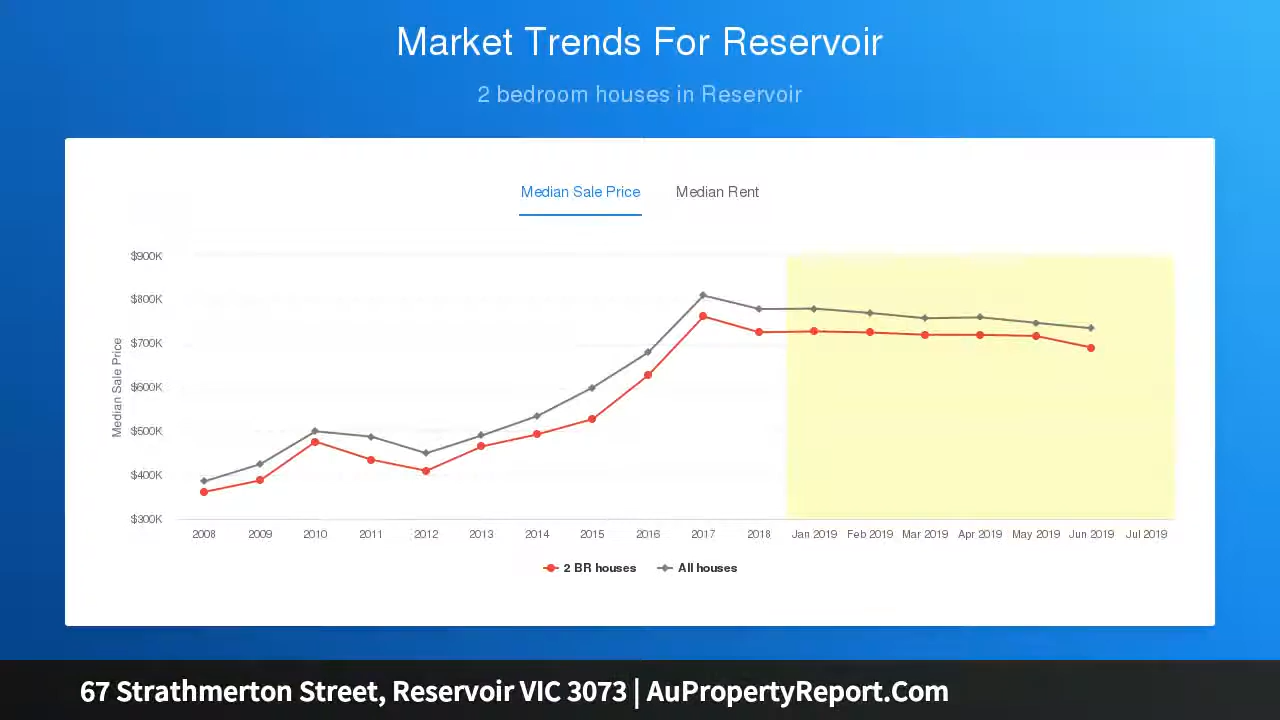 Market Trends For Reservoir
2 bedroom houses in Reservoir
Median Sale Price Median Rent
$900K
$800K
$700K
$600K
$500K
$400K
$300K
Median Sale Price
2008 2009 2010 2011 2012 2013 2014 2015 2016 2017 2018 Jan 2019 Feb 2019 Mar 2019 Apr 2019 May 2019 Jun 2019 Jul 2019
2 BR houses All houses
67 Strathmerton Street, Reservoir VIC 3073 | AuPropertyReport.Com